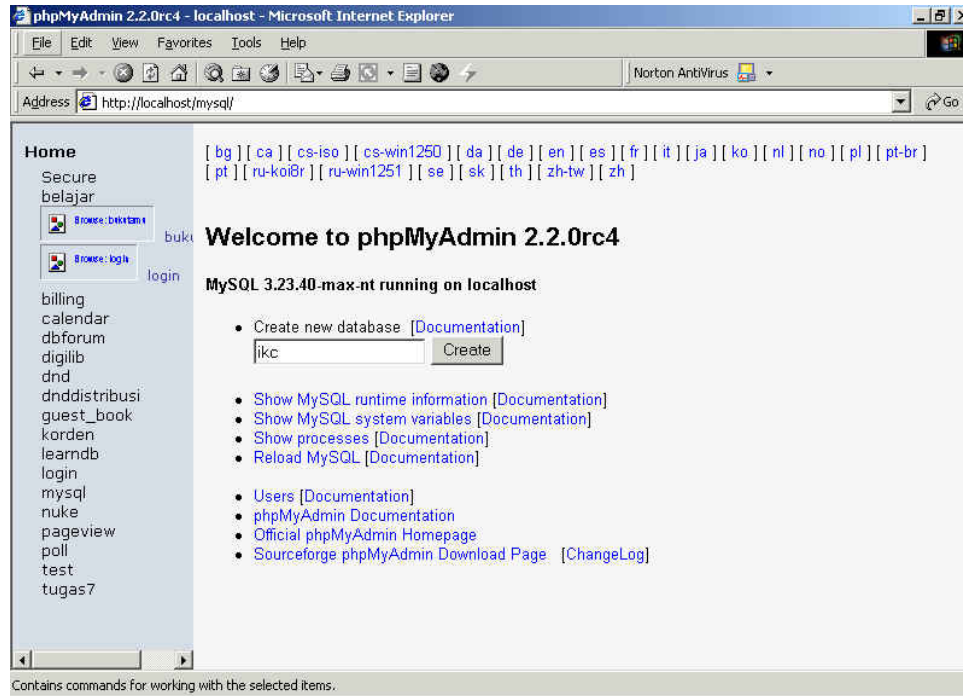 phpMyAdmin 2.2.0rc4 - localhost - Microsoft Internet Explorer
File Edit View Favorites Tools Help
Norton AntiVirus
Address http://localhost/mysql/ Go
Home
Secure
belajar
Browse: bukutamu buku
Browse: login login
billing
calendar
dbforum
digilib
dnd
dnddistribusi
guest_book
korden
learndb
login
mysql
nuke
pageview
poll
test
tugas7
[ bg ] [ ca ] [ cs-iso ] [ cs-win1250 ] [ da ] [ de ] [ en ] [ es ] [ fr ] [ it ] [ ja ] [ ko ] [ nl ] [ no ] [ pl ] [ pt-br ]
[ pt ] [ ru-koi8r ] [ ru-win1251 ] [ se ] [ sk ] [ th ] [ zh-tw ] [ zh ]
Welcome to phpMyAdmin 2.2.0rc4
MySQL 3.23.40-max-nt running on localhost
• Create new database [Documentation]
ikc Create
• Show MySQL runtime information [Documentation]
• Show MySQL system variables [Documentation]
• Show processes [Documentation]
• Reload MySQL [Documentation]
• Users [Documentation]
• phpMyAdmin Documentation
• Official phpMyAdmin Homepage
• Sourceforge phpMyAdmin Download Page [ChangeLog]
Contains commands for working with the selected items.